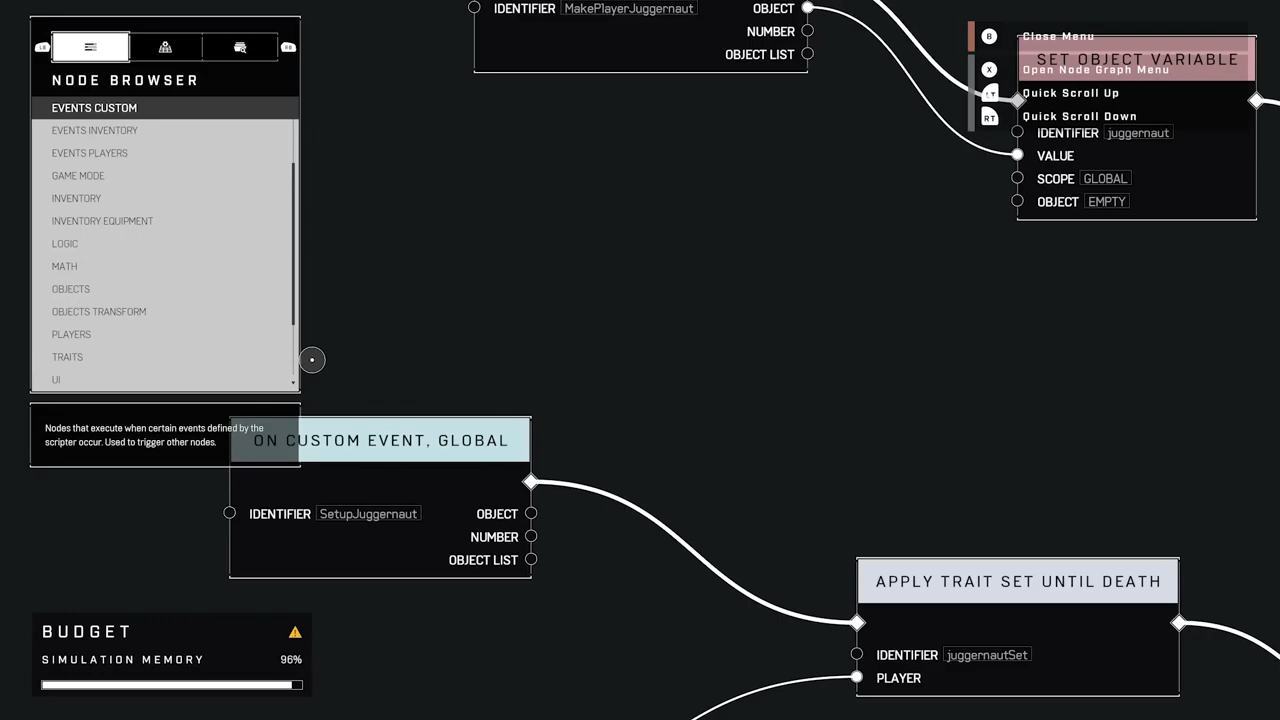 IDENTIFIER MakePlayerJuggernaut OBJECT
NUMBER
OBJECT LIST
LB RB
NODE BROWSER
EVENTS CUSTOM
EVENTS INVENTORY
EVENTS PLAYERS
GAME MODE
INVENTORY
INVENTORY EQUIPMENT
LOGIC
MATH
OBJECTS
OBJECTS TRANSFORM
PLAYERS
TRAITS
UI
Nodes that execute when certain events defined by the
scripter occur. Used to trigger other nodes.
B Close Menu
SET OBJECT VARIABLE
X Open Node Graph Menu
LT Quick Scroll Up
RT Quick Scroll Down
IDENTIFIER juggernaut
VALUE
SCOPE GLOBAL
OBJECT EMPTY
ON CUSTOM EVENT, GLOBAL
IDENTIFIER SetupJuggernaut OBJECT
NUMBER
OBJECT LIST
APPLY TRAIT SET UNTIL DEATH
IDENTIFIER juggernautSet
PLAYER
BUDGET
SIMULATION MEMORY 96%